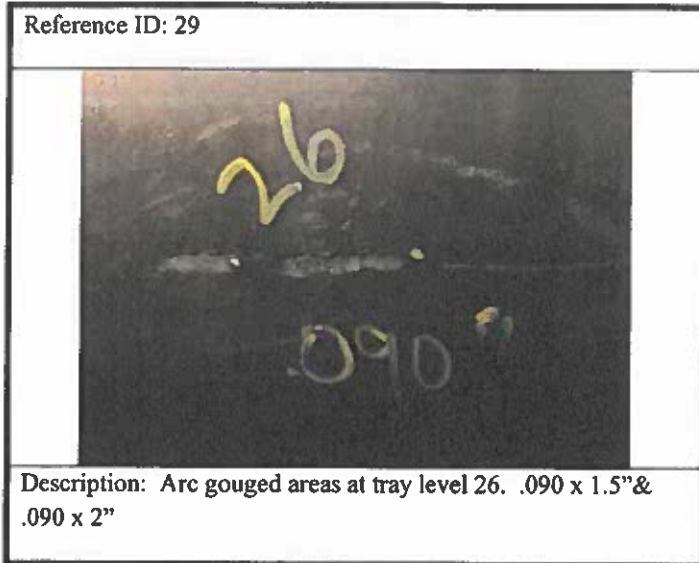 Reference ID: 29
26
.090"
Description: Arc gouged areas at tray level 26. .090 x 1.5"&
.090 x 2"